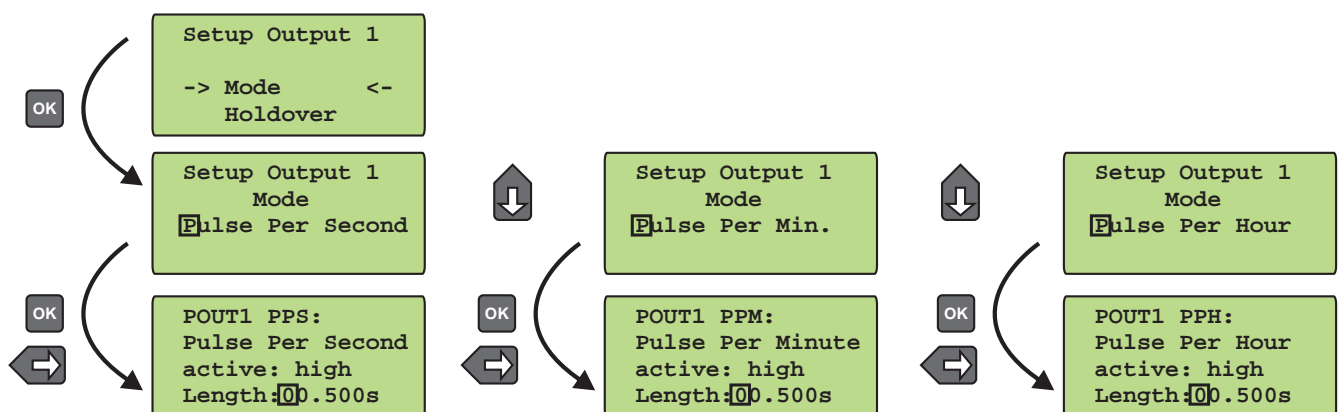 Setup Output 1
-> Mode <-
Holdover
OK
Setup Output 1
Mode
Pulse Per Second
Setup Output 1
Mode
Pulse Per Min.
Setup Output 1
Mode
Pulse Per Hour
OK
POUT1 PPS:
Pulse Per Second
active: high
Length:00.500s
OK
POUT1 PPM:
Pulse Per Minute
active: high
Length:00.500s
OK
POUT1 PPH:
Pulse Per Hour
active: high
Length:00.500s